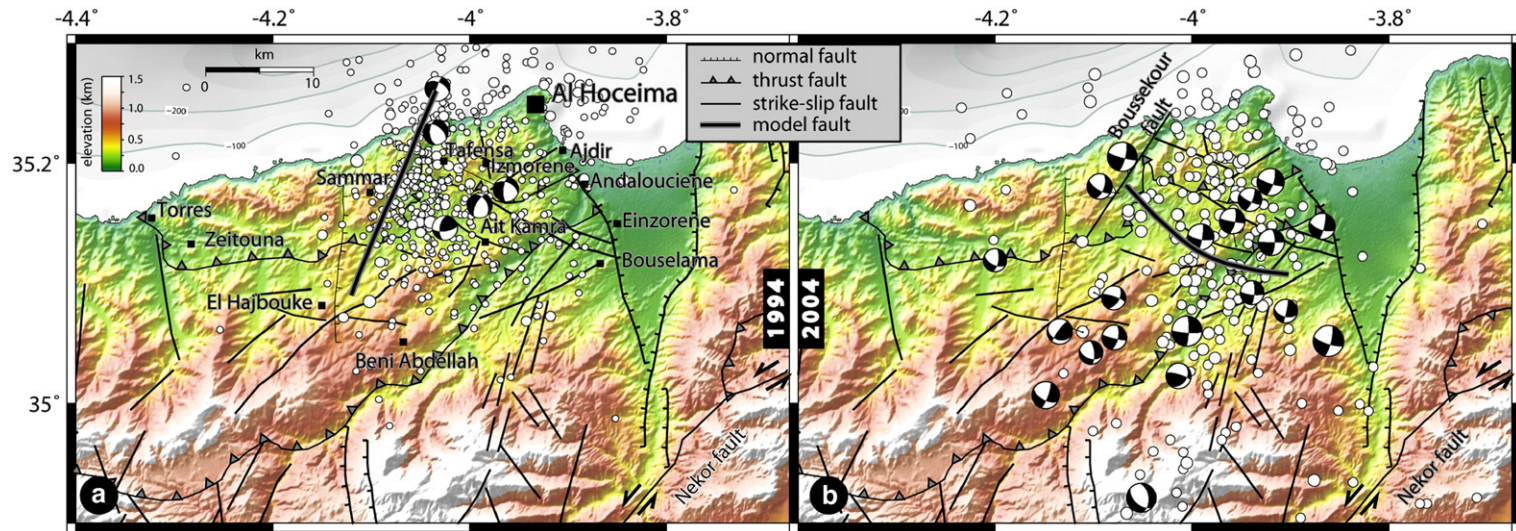 -4.4 -4.2 -4 -3.8 -4.2 -4 -3.8
km
0 10
elevation (km)
1.5
1.0
0.5
0.0
-200
-100
Al Hoceima
normal fault
thrust fault
strike-slip fault
model fault
Boussekour
fault
35.2°
35°
Tafensa
Izmorene
Ajdir
Sammar
Andalouciene
Torres
Zeitouna
Ait Kamra
Einzorene
Bouselama
El Hajbouke
Beni Abdellah
1994
2004
Nekor fault
Nekor fault
a
b